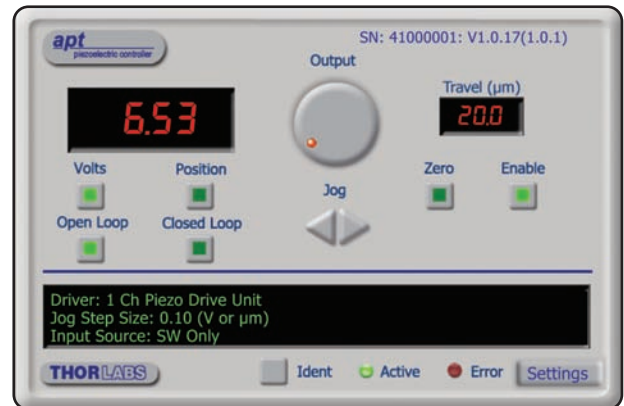 apt
piezoelectric controller
SN: 41000001: V1.0.17(1.0.1)
Output
6.53
Travel (µm)
20.0
Volts
Position
Zero
Enable
Jog
Open Loop
Closed Loop
Driver: 1 Ch Piezo Drive Unit
Jog Step Size: 0.10 (V or µm)
Input Source: SW Only
THORLABS
Ident
Active
Error
Settings